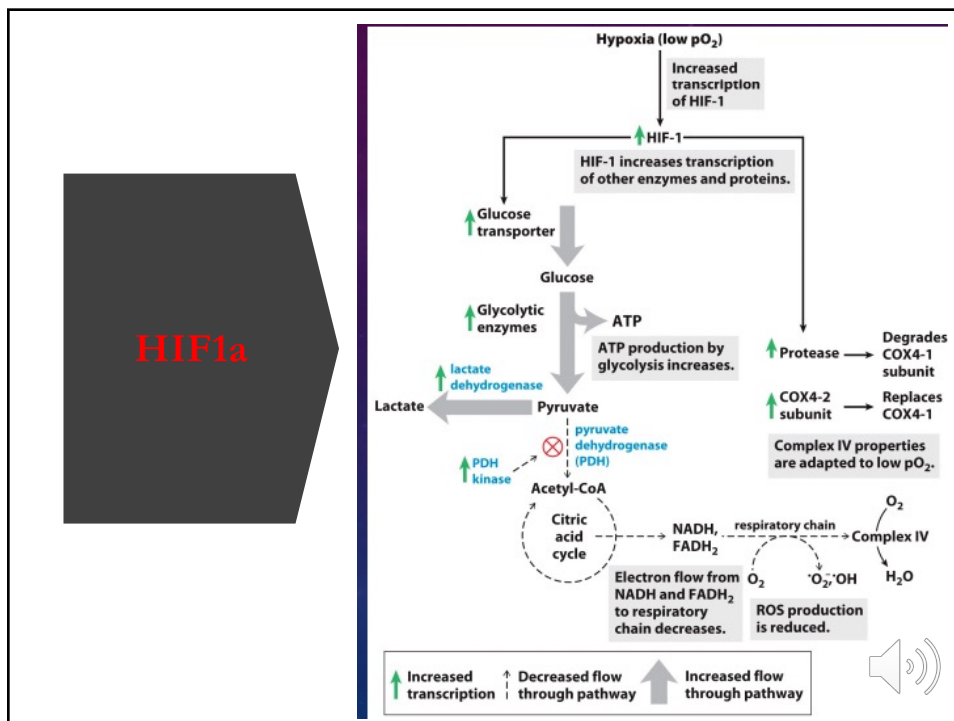 HIF1a
Hypoxia (low pO₂)
Increased
transcription
of HIF-1
HIF-1
HIF-1 increases transcription
of other enzymes and proteins.
Glucose
transporter
Glucose
Glycolytic
enzymes
ATP
ATP production by
glycolysis increases.
Protease
Degrades
COX4-1
subunit
COX4-2
subunit
Replaces
COX4-1
Complex IV properties
are adapted to low pO₂.
lactate
dehydrogenase
Lactate
Pyruvate
pyruvate
dehydrogenase
(PDH)
PDH
kinase
Acetyl-CoA
Citric
acid
cycle
NADH,
FADH₂
respiratory chain
O₂
Complex IV
H₂O
O₂
·O₂⁻,·OH
Electron flow from
NADH and FADH₂
to respiratory
chain decreases.
ROS production
is reduced.
Increased
transcription
Decreased flow
through pathway
Increased flow
through pathway